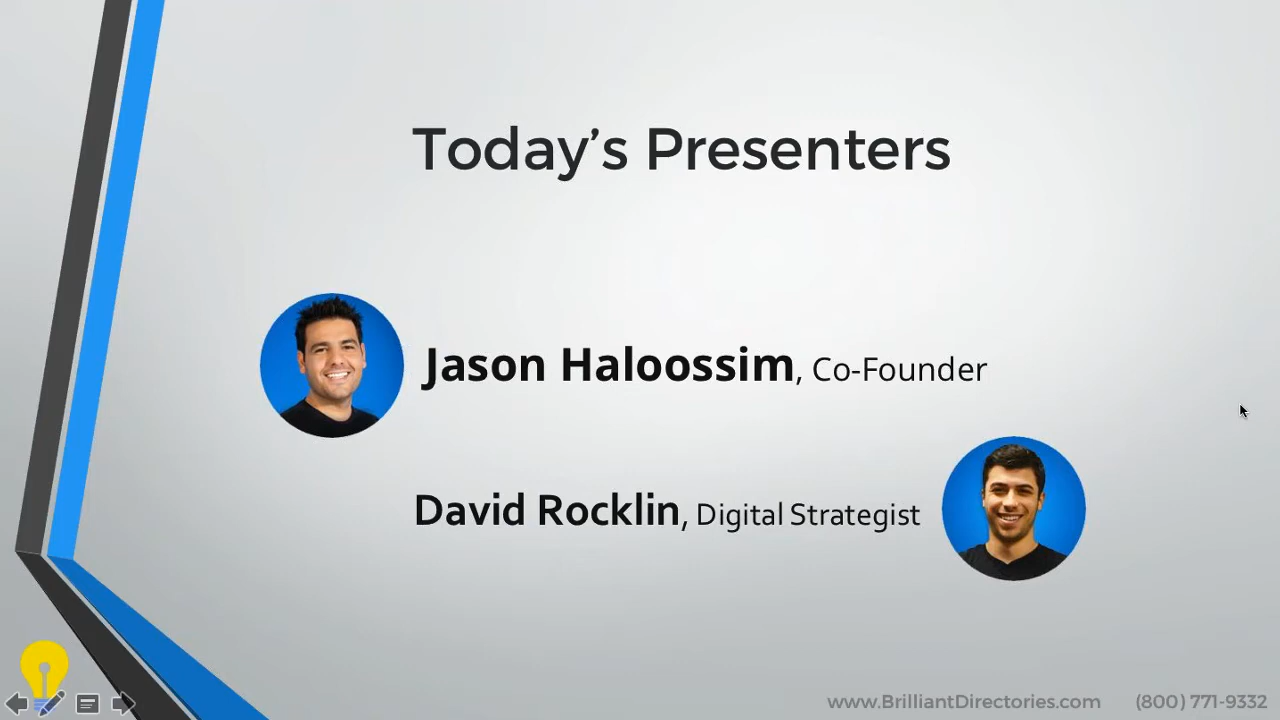 Today’s Presenters
Jason Haloossim, Co-Founder
David Rocklin, Digital Strategist
www.BrilliantDirectories.com (800) 771-9332